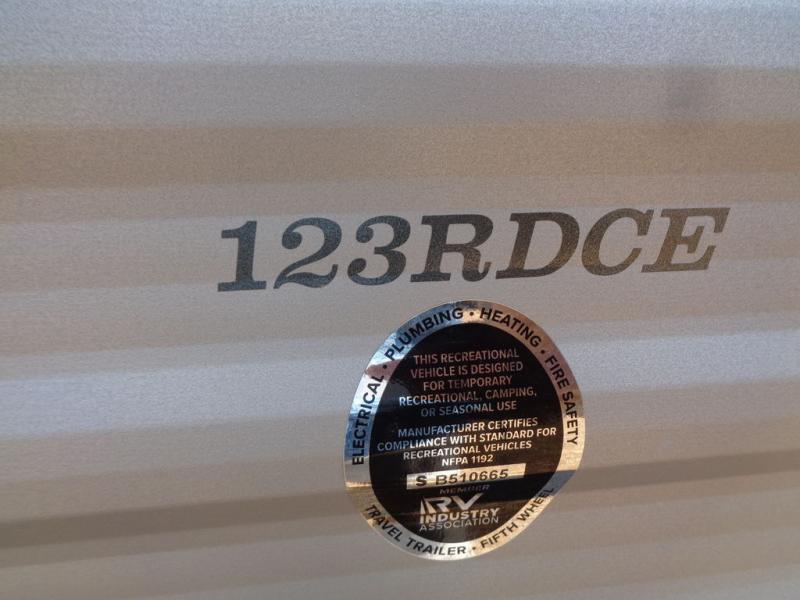 123RDCE
ELECTRICAL • PLUMBING • HEATING • FIRE SAFETY
THIS RECREATIONAL
VEHICLE IS DESIGNED
FOR TEMPORARY
RECREATIONAL, CAMPING,
OR SEASONAL USE
MANUFACTURER CERTIFIES
COMPLIANCE WITH STANDARD FOR
RECREATIONAL VEHICLES
NFPA 1192
S B510665
MEMBER
RV
INDUSTRY
ASSOCIATION
TRAVEL TRAILER • FIFTH WHEEL